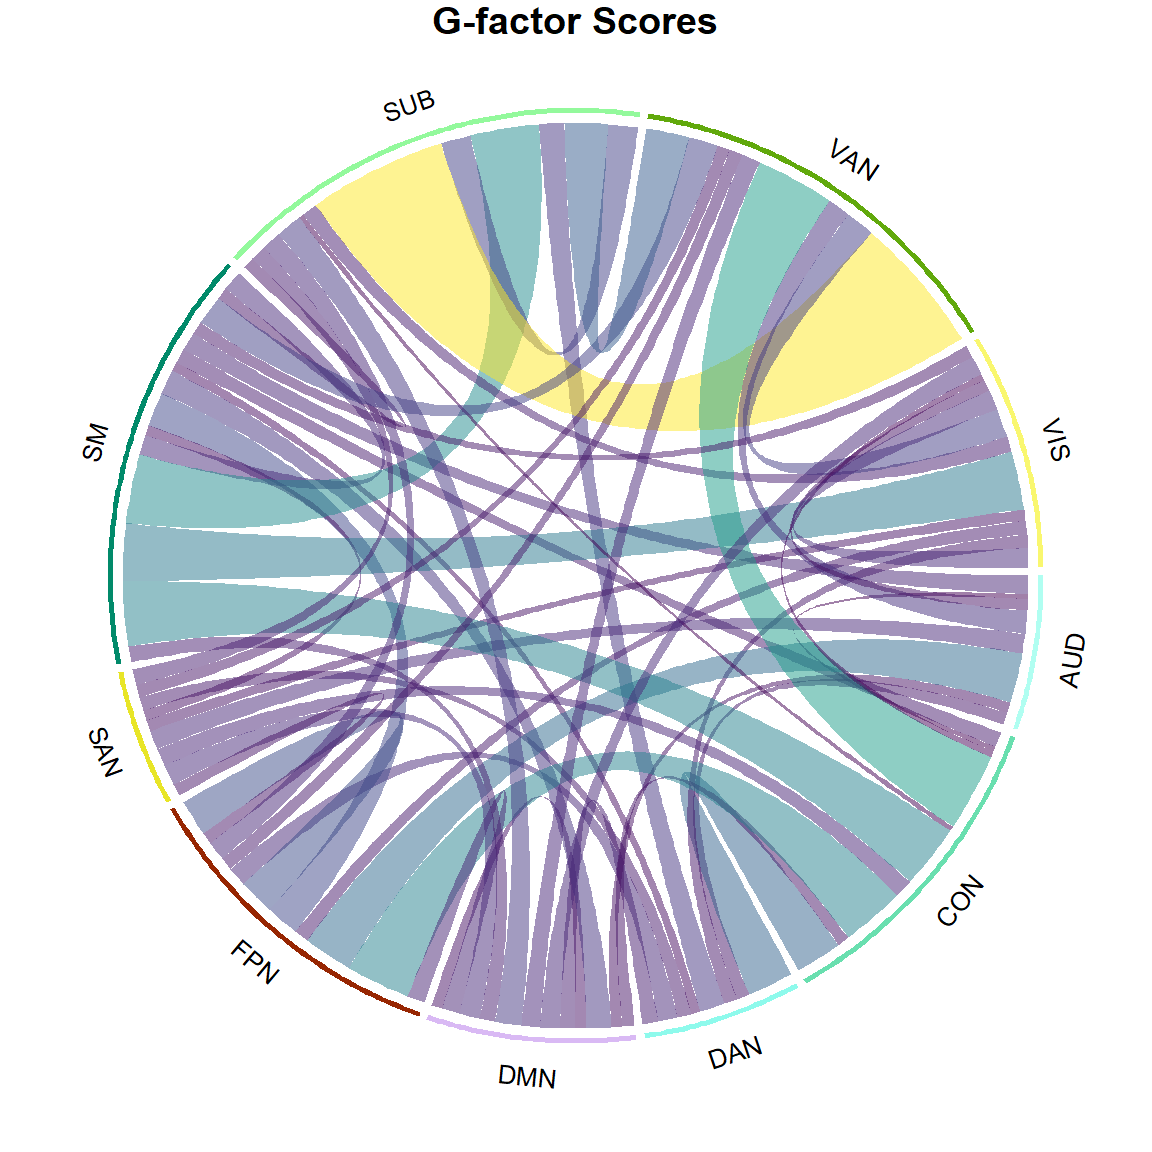 G-factor Scores
SUB
VAN
VIS
AUD
CON
DAN
DMN
FPN
SAN
SM